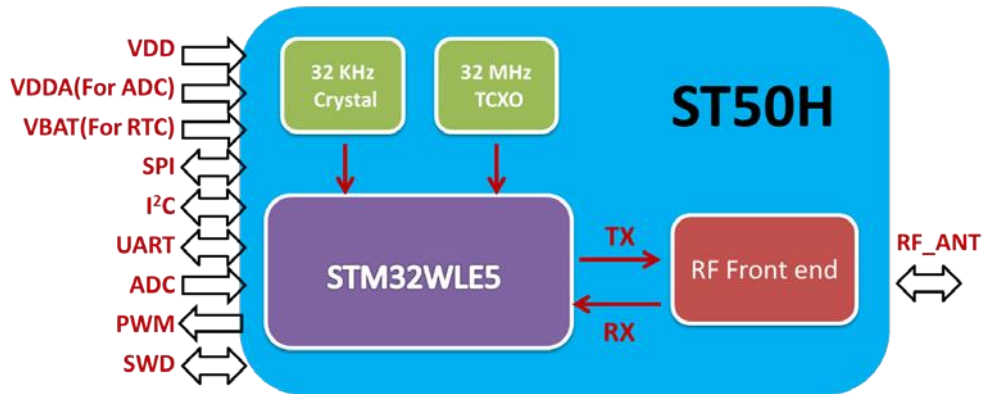 VDD
VDDA(For ADC)
VBAT(For RTC)
SPI
I²C
UART
ADC
PWM
SWD
32 KHz
Crystal
32 MHz
TCXO
ST50H
STM32WLE5
TX
RX
RF Front end
RF_ANT